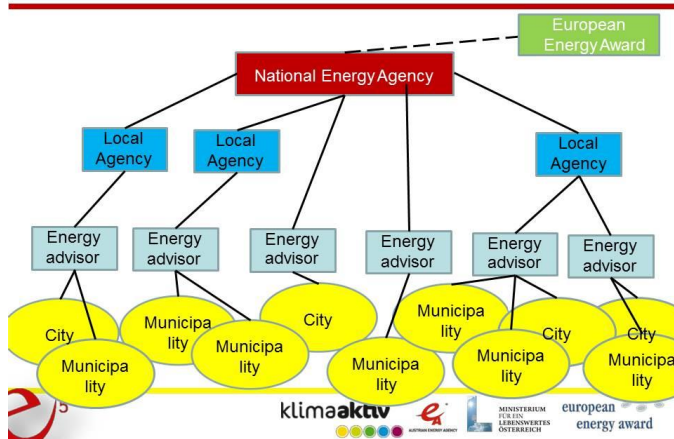 European
Energy Award
National Energy Agency
Local
Agency
Local
Agency
Local
Agency
Energy
advisor
Energy
advisor
Energy
advisor
Energy
advisor
Energy
advisor
Energy
advisor
City
Municipa
lity
Municipa
lity
Municipa
lity
City
Municipa
lity
Municipa
lity
City
Municipa
lity
City
Municipa
lity
e5
klimaaktiv
eA
AUSTRIAN ENERGY AGENCY
L
MINISTERIUM
FÜR EIN
LEBENSWERTES
ÖSTERREICH
european
energy award